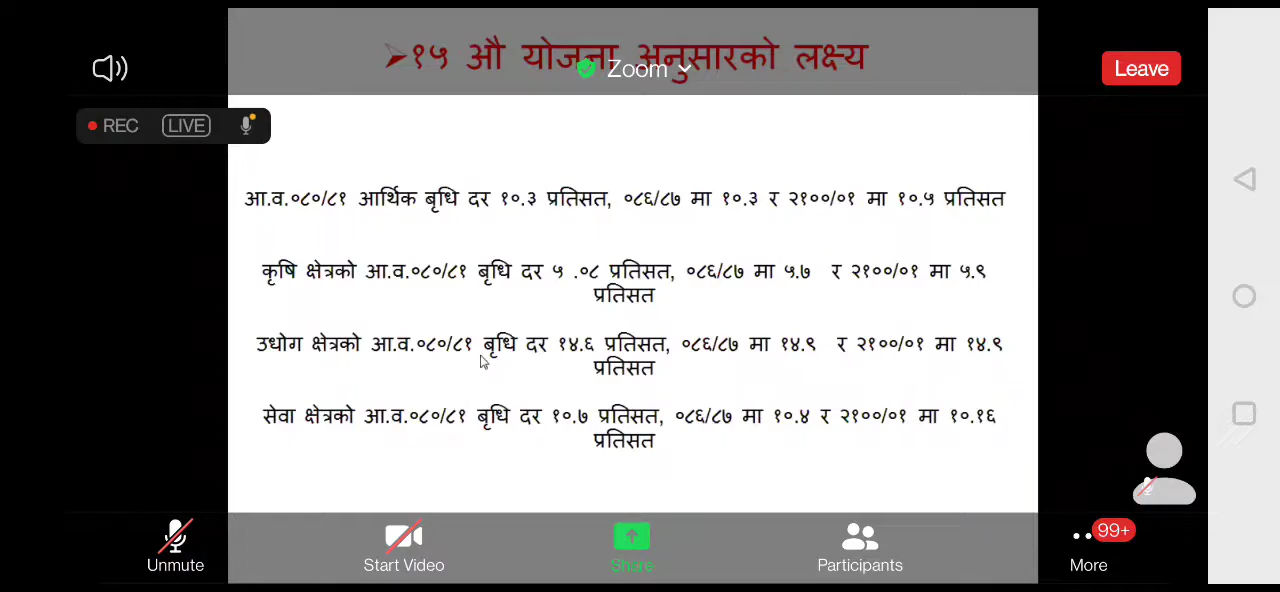 ➢१५ औ योजना अनुसारको लक्ष्य
Zoom
Leave
REC LIVE
आ.व.०८०/८१ आर्थिक बृधि दर १०.३ प्रतिसत, ०८६/८७ मा १०.३ र २१००/०१ मा १०.५ प्रतिसत
कृषि क्षेत्रको आ.व.०८०/८१ बृधि दर ५ .०८ प्रतिसत, ०८६/८७ मा ५.७ र २१००/०१ मा ५.९
प्रतिसत
उधोग क्षेत्रको आ.व.०८०/८१ बृधि दर १४.६ प्रतिसत, ०८६/८७ मा १४.९ र २१००/०१ मा १४.९
प्रतिसत
सेवा क्षेत्रको आ.व.०८०/८१ बृधि दर १०.७ प्रतिसत, ०८६/८७ मा १०.४ र २१००/०१ मा १०.१६
प्रतिसत
99+
Unmute Start Video Share Participants More